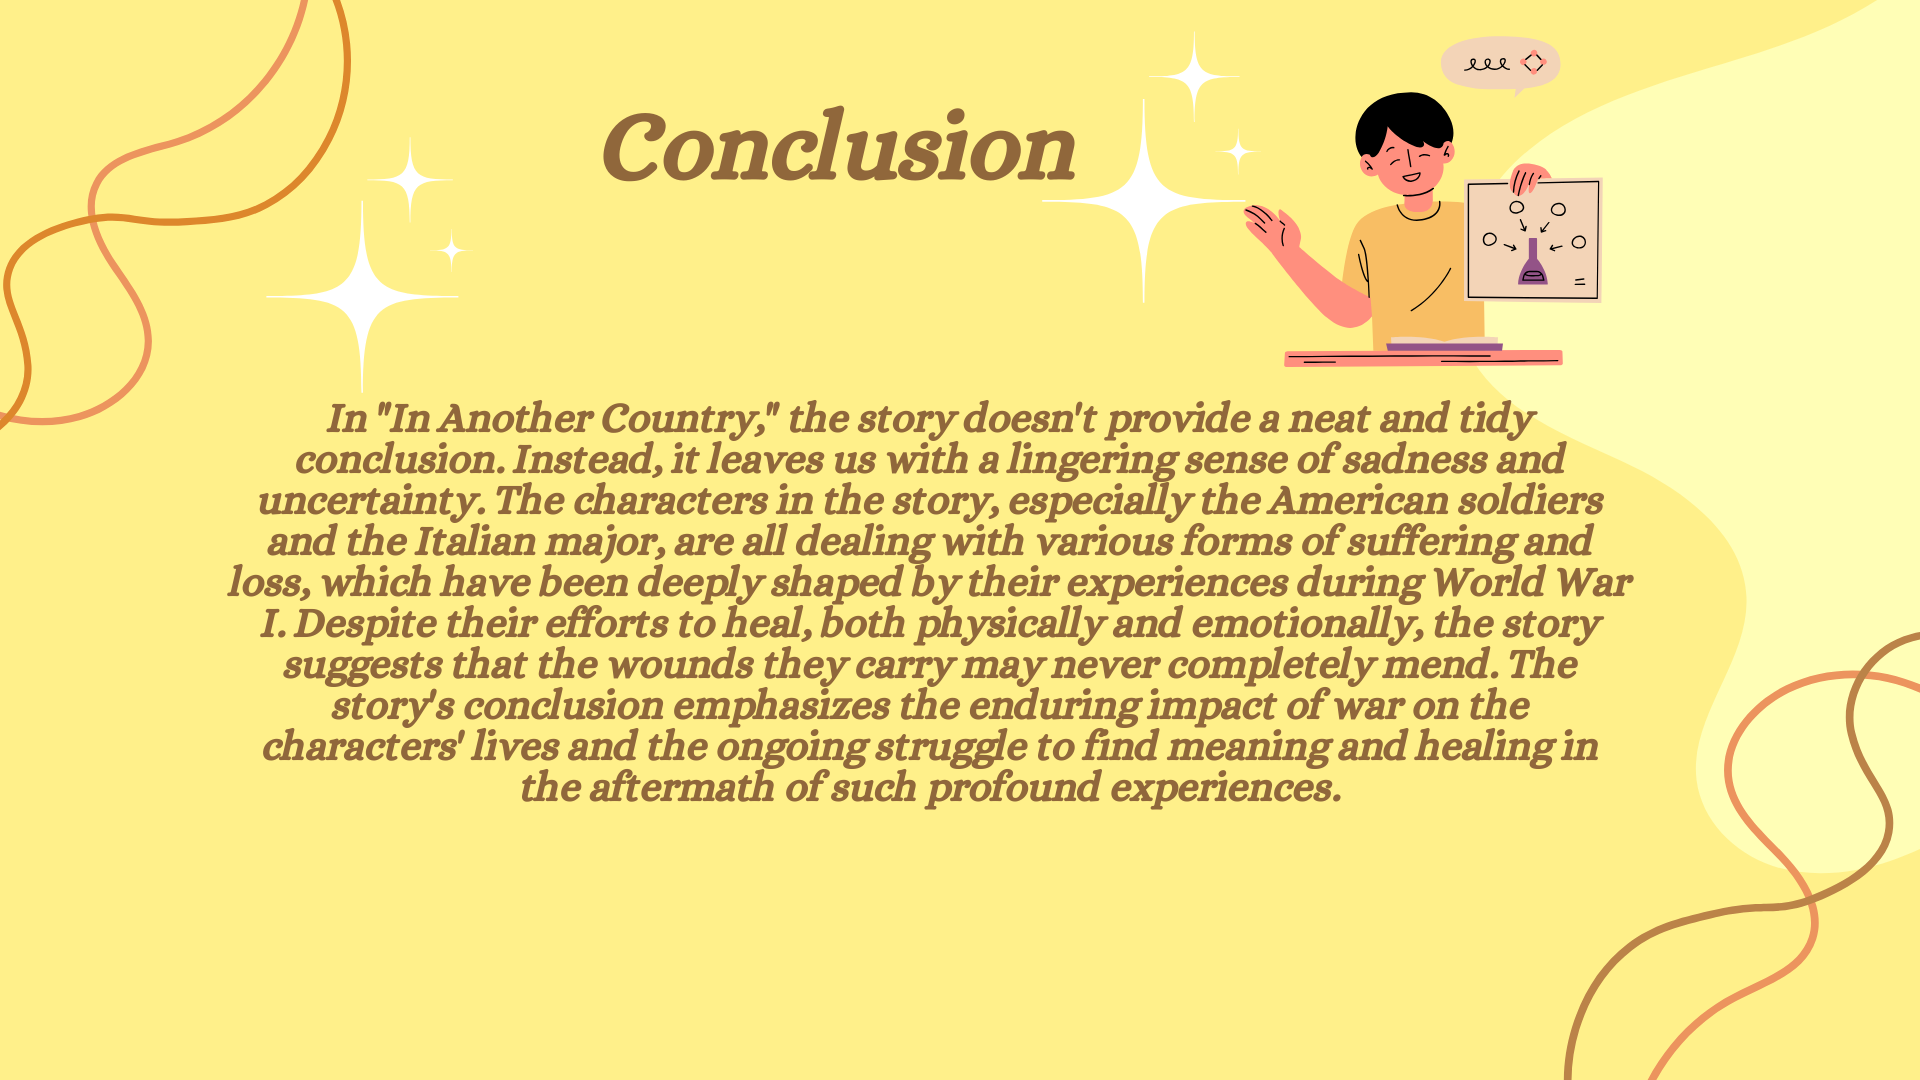 Conclusion
In "In Another Country," the story doesn't provide a neat and tidy
conclusion. Instead, it leaves us with a lingering sense of sadness and
uncertainty. The characters in the story, especially the American soldiers
and the Italian major, are all dealing with various forms of suffering and
loss, which have been deeply shaped by their experiences during World War
I. Despite their efforts to heal, both physically and emotionally, the story
suggests that the wounds they carry may never completely mend. The
story's conclusion emphasizes the enduring impact of war on the
characters' lives and the ongoing struggle to find meaning and healing in
the aftermath of such profound experiences.